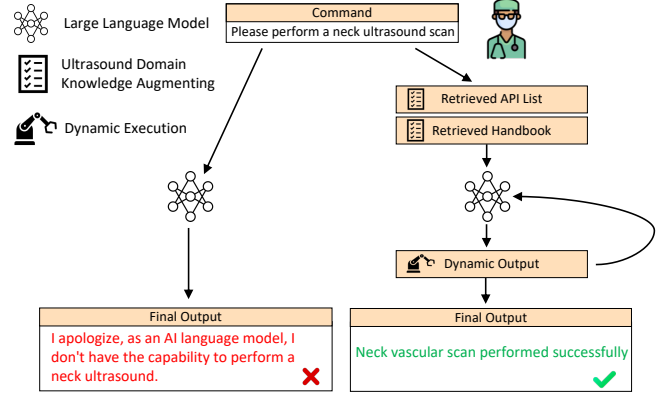 Large Language Model
Ultrasound Domain
Knowledge Augmenting
Dynamic Execution
Command
Please perform a neck ultrasound scan
Retrieved API List
Retrieved Handbook
Dynamic Output
Final Output
I apologize, as an AI language model, I
don't have the capability to perform a
neck ultrasound.
Final Output
Neck vascular scan performed successfully